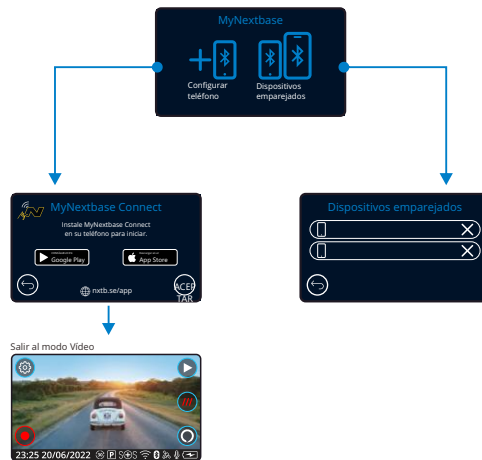 MyNextbase
Configurar
teléfono
Dispositivos
emparejados
MyNextbase Connect
Instale MyNextbase Connect
en su teléfono para iniciar.
Google Play
App Store
nxtb.se/app
ACEP
TAR
Dispositivos emparejados
Salir al modo Vídeo
23:25 20/06/2022 P SOS